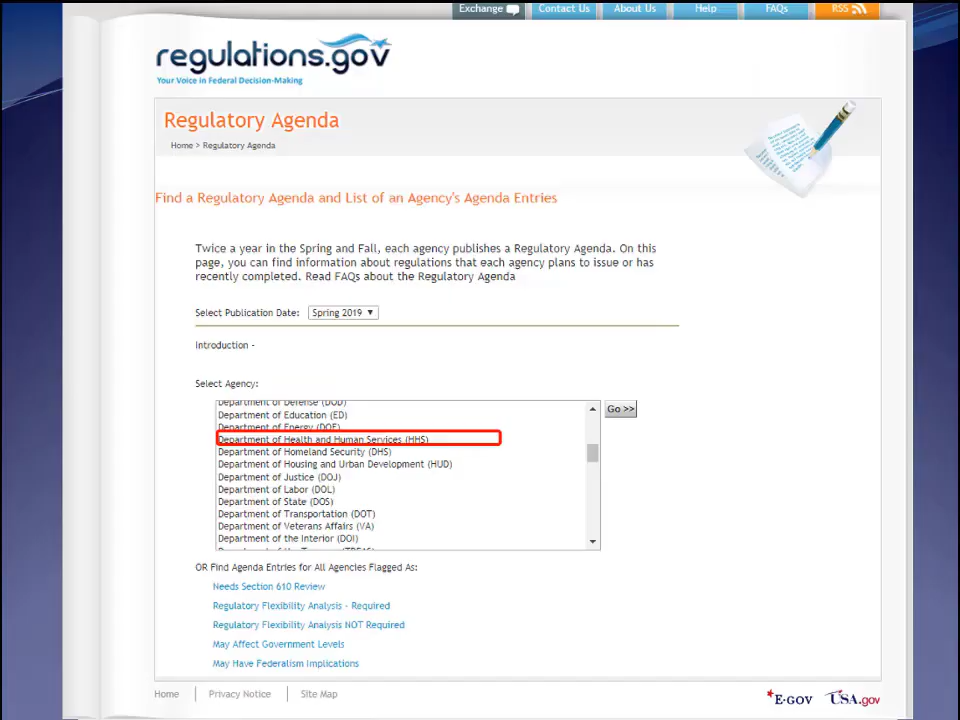 Exchange Contact Us About Us Help FAQs RSS
regulations.gov
Your Voice in Federal Decision-Making
Regulatory Agenda
Home > Regulatory Agenda
Find a Regulatory Agenda and List of an Agency's Agenda Entries
Twice a year in the Spring and Fall, each agency publishes a Regulatory Agenda. On this
page, you can find information about regulations that each agency plans to issue or has
recently completed. Read FAQs about the Regulatory Agenda
Select Publication Date: Spring 2019
Introduction -
Select Agency:
Department of Defense (DOD)
Go >>
Department of Education (ED)
Department of Energy (DOE)
Department of Health and Human Services (HHS)
Department of Homeland Security (DHS)
Department of Housing and Urban Development (HUD)
Department of Justice (DOJ)
Department of Labor (DOL)
Department of State (DOS)
Department of Transportation (DOT)
Department of Veterans Affairs (VA)
Department of the Interior (DOI)
OR Find Agenda Entries for All Agencies Flagged As:
Needs Section 610 Review
Regulatory Flexibility Analysis - Required
Regulatory Flexibility Analysis NOT Required
May Affect Government Levels
May Have Federalism Implications
Home Privacy Notice Site Map
E-GOV USA.gov